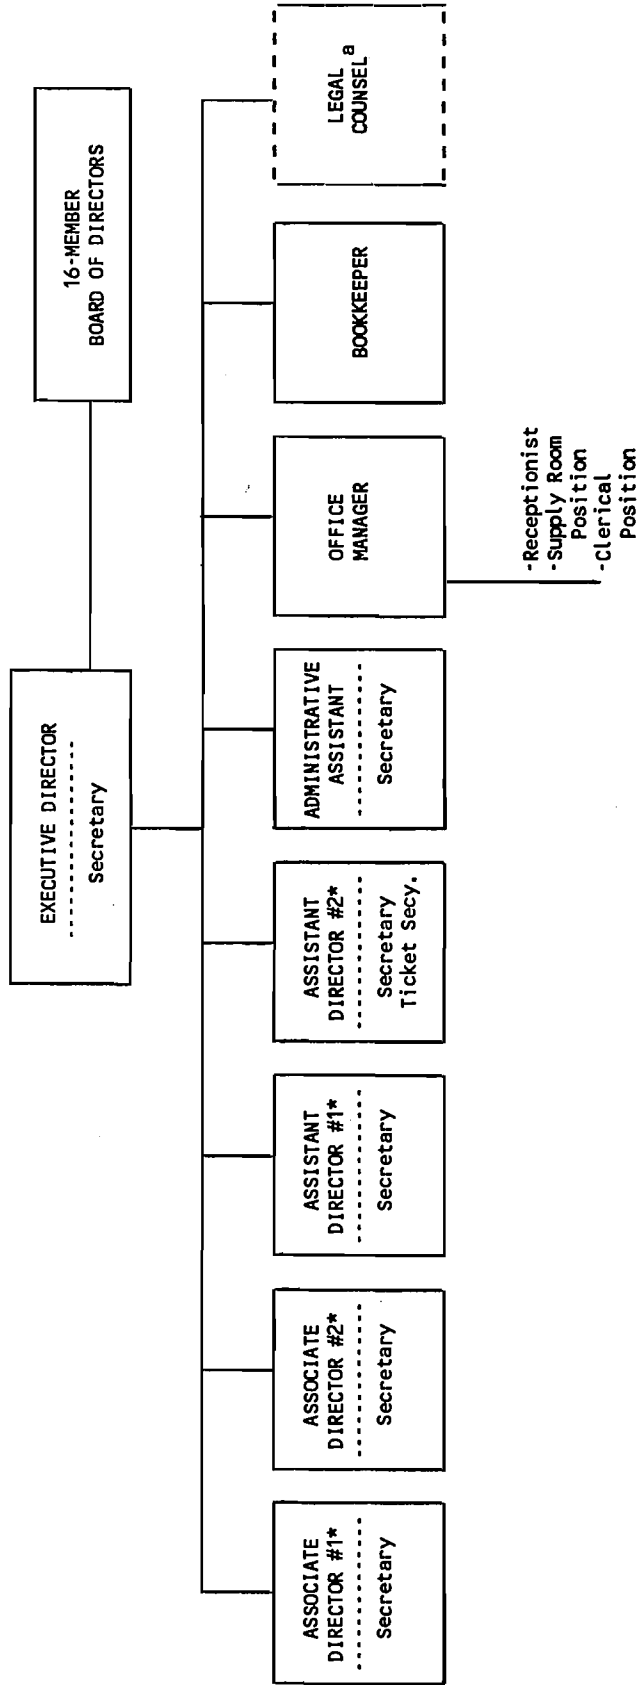 EXECUTIVE DIRECTOR
Secretary
16-MEMBER
BOARD OF DIRECTORS
ASSOCIATE
DIRECTOR #1*
Secretary
ASSOCIATE
DIRECTOR #2*
Secretary
ASSISTANT
DIRECTOR #1*
Secretary
ASSISTANT
DIRECTOR #2*
Secretary
Ticket Secy.
ADMINISTRATIVE
ASSISTANT
Secretary
OFFICE
MANAGER
-Receptionist
-Supply Room
Position
-Clerical
Position
BOOKKEEPER
LEGAL
COUNSEL a